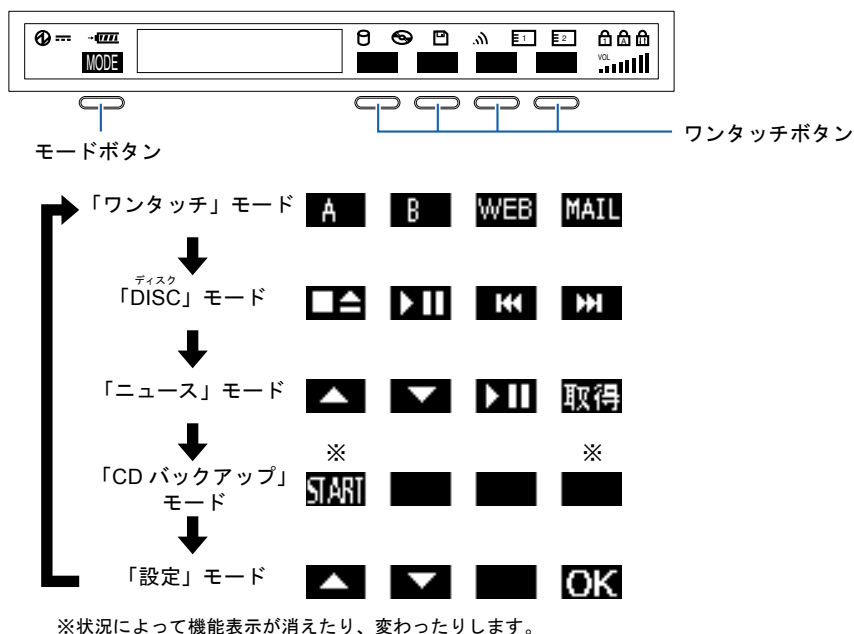 MODE
1
2
1
A
VOL
モードボタン
ワンタッチボタン
「ワンタッチ」モード
A B WEB MAIL
ディスク
「DISC」モード
「ニュース」モード
取得
※ ※
「CD バックアップ」
モード
START
「設定」モード
OK
※状況によって機能表示が消えたり、変わったりします。